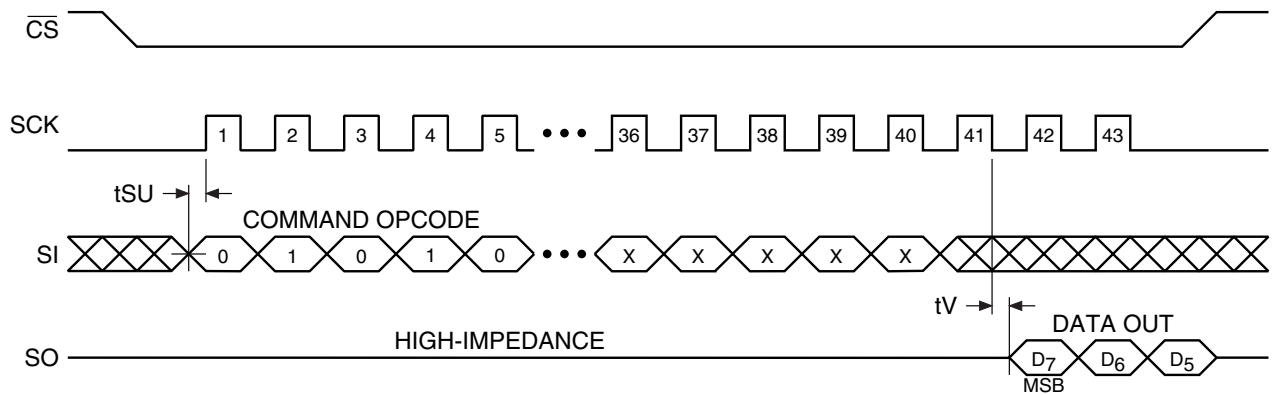 CS
SCK 1 2 3 4 5 ••• 36 37 38 39 40 41 42 43
tSU
COMMAND OPCODE
SI 0 1 0 1 0 ••• X X X X X
tV
DATA OUT
HIGH-IMPEDANCE
SO D7 D6 D5
MSB